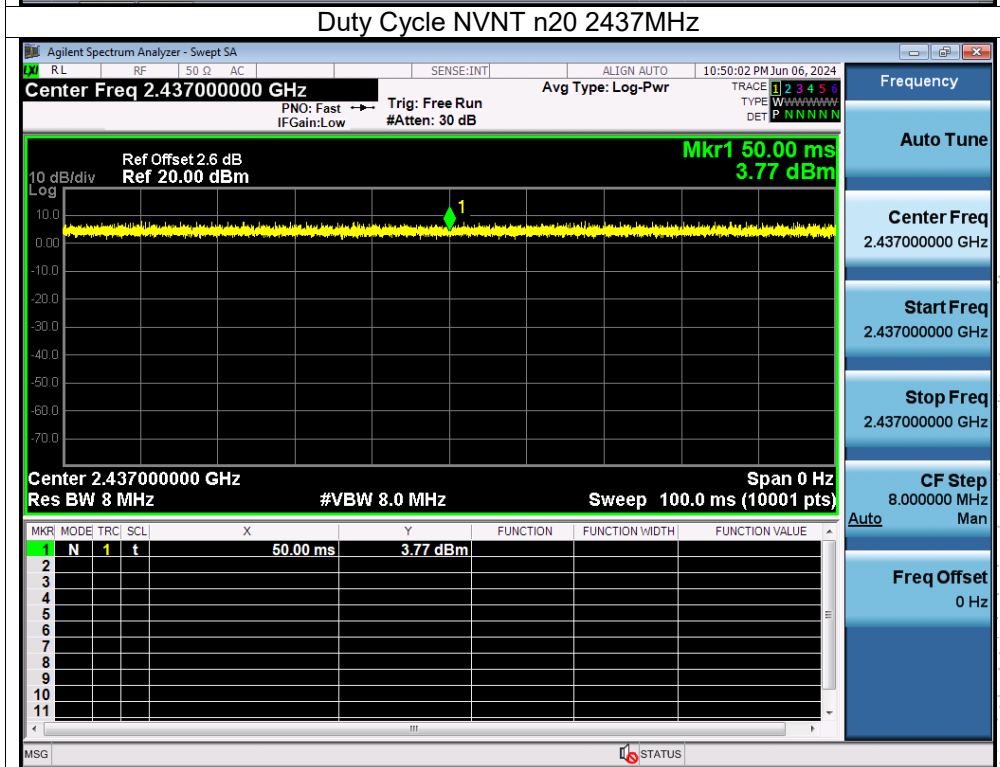 Duty Cycle NVNT n20 2437MHz
Agilent Spectrum Analyzer - Swept SA
LXI RL RF 50 Ω AC SENSE:INT ALIGN AUTO 10:50:02 PM Jun 06, 2024
Center Freq 2.437000000 GHz
PNO: Fast
IFGain:Low
Trig: Free Run
#Atten: 30 dB
Avg Type: Log-Pwr
TRACE 1 2 3 4 5 6
TYPE WWWWWW
DET P N N N N N
Mkr1 50.00 ms
3.77 dBm
Ref Offset 2.6 dB
Ref 20.00 dBm
10 dB/div
Log
1
10.0
0.00
-10.0
-20.0
-30.0
-40.0
-50.0
-60.0
-70.0
Center 2.437000000 GHz Span 0 Hz
Res BW 8 MHz #VBW 8.0 MHz Sweep 100.0 ms (10001 pts)
MKR MODE TRC SCL X Y FUNCTION FUNCTION WIDTH FUNCTION VALUE
1 N 1 t 50.00 ms 3.77 dBm
2
3
4
5
6
7
8
9
10
11
MSG STATUS
Frequency
Auto Tune
Center Freq
2.437000000 GHz
Start Freq
2.437000000 GHz
Stop Freq
2.437000000 GHz
CF Step
8.000000 MHz
Auto Man
Freq Offset
0 Hz